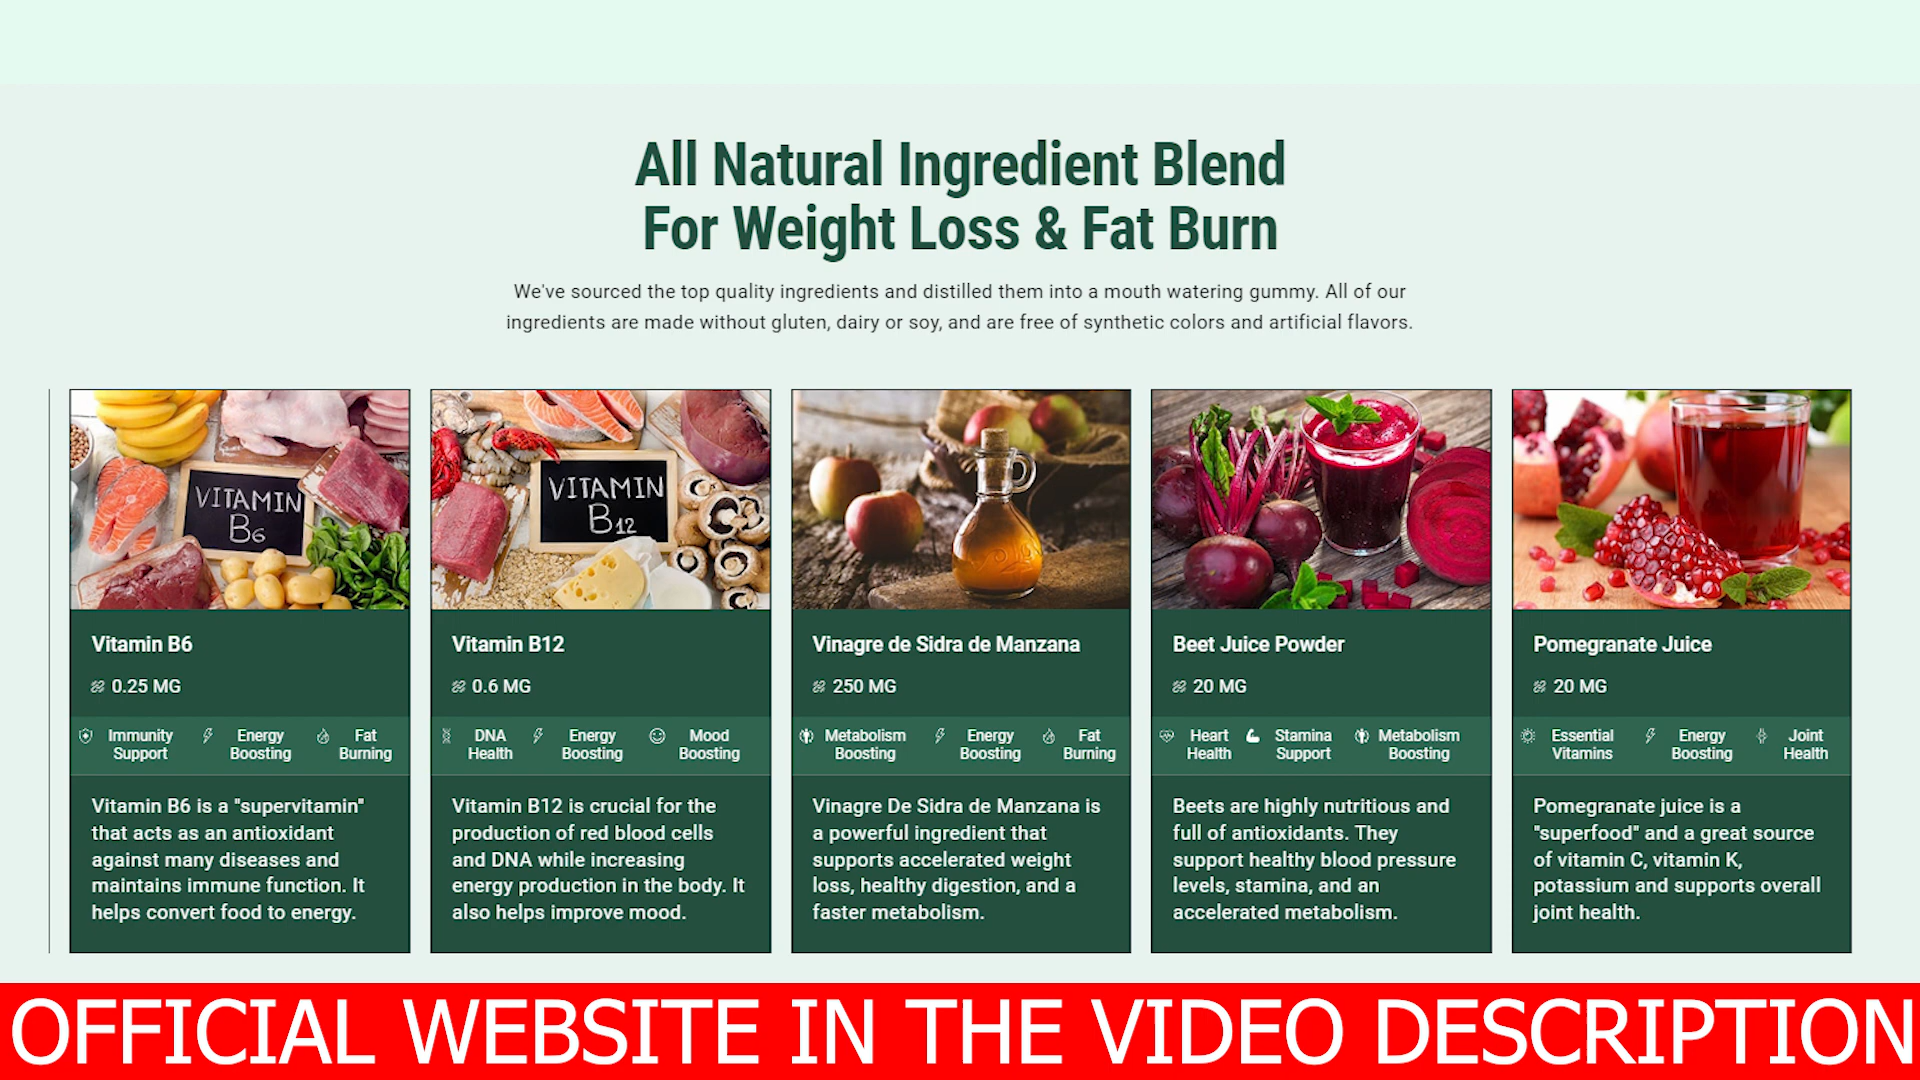 All Natural Ingredient Blend
For Weight Loss & Fat Burn
We've sourced the top quality ingredients and distilled them into a mouth watering gummy. All of our
ingredients are made without gluten, dairy or soy, and are free of synthetic colors and artificial flavors.
VITAMIN
B6
Vitamin B6
0.25 MG
Immunity
Support
Energy
Boosting
Fat
Burning
Vitamin B6 is a "supervitamin"
that acts as an antioxidant
against many diseases and
maintains immune function. It
helps convert food to energy.
VITAMIN
B12
Vitamin B12
0.6 MG
DNA
Health
Energy
Boosting
Mood
Boosting
Vitamin B12 is crucial for the
production of red blood cells
and DNA while increasing
energy production in the body. It
also helps improve mood.
Vinagre de Sidra de Manzana
250 MG
Metabolism
Boosting
Energy
Boosting
Fat
Burning
Vinagre De Sidra de Manzana is
a powerful ingredient that
supports accelerated weight
loss, healthy digestion, and a
faster metabolism.
Beet Juice Powder
20 MG
Heart
Health
Stamina
Support
Metabolism
Boosting
Beets are highly nutritious and
full of antioxidants. They
support healthy blood pressure
levels, stamina, and an
accelerated metabolism.
Pomegranate Juice
20 MG
Essential
Vitamins
Energy
Boosting
Joint
Health
Pomegranate juice is a
"superfood" and a great source
of vitamin C, vitamin K,
potassium and supports overall
joint health.
OFFICIAL WEBSITE IN THE VIDEO DESCRIPTION